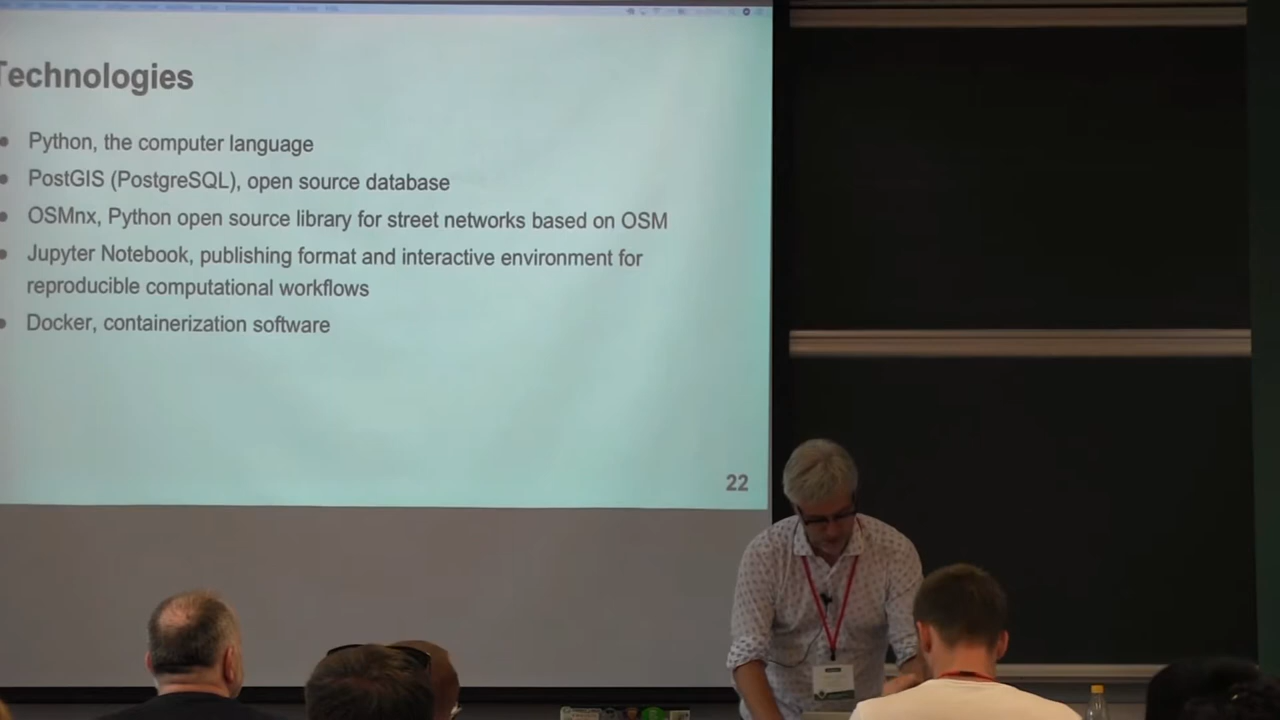 Technologies
Python, the computer language
PostGIS (PostgreSQL), open source database
OSMnx, Python open source library for street networks based on OSM
Jupyter Notebook, publishing format and interactive environment for
reproducible computational workflows
Docker, containerization software
22